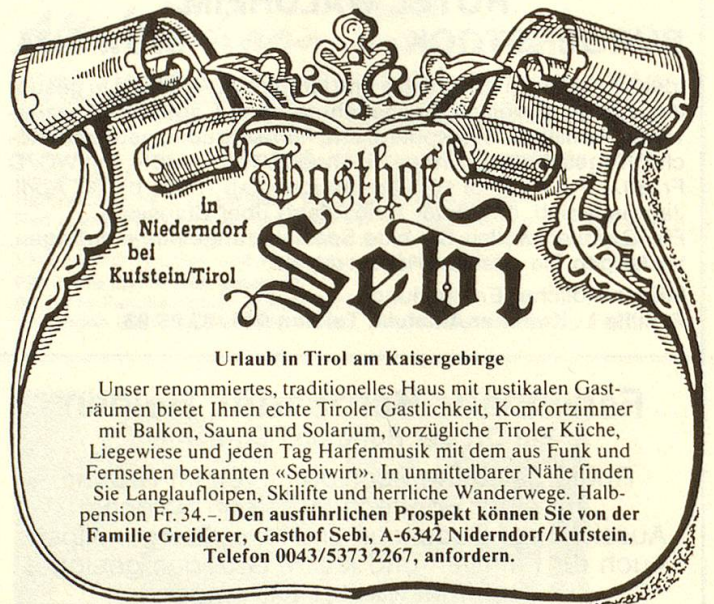 Gasthof
Sebi
in
Niederndorf
bei
Kufstein/Tirol
Urlaub in Tirol am Kaisergebirge
Unser renommiertes, traditionelles Haus mit rustikalen Gast-
räumen bietet Ihnen echte Tiroler Gastlichkeit, Komfortzimmer
mit Balkon, Sauna und Solarium, vorzügliche Tiroler Küche,
Liegewiese und jeden Tag Harfenmusik mit dem aus Funk und
Fernsehen bekannten «Sebiwirt». In unmittelbarer Nähe finden
Sie Langlaufloipen, Skilifte und herrliche Wanderwege. Halb-
pension Fr. 34.–. Den ausführlichen Prospekt können Sie von der
Familie Greiderer, Gasthof Sebi, A-6342 Niderndorf/Kufstein,
Telefon 0043/5373 2267, anfordern.